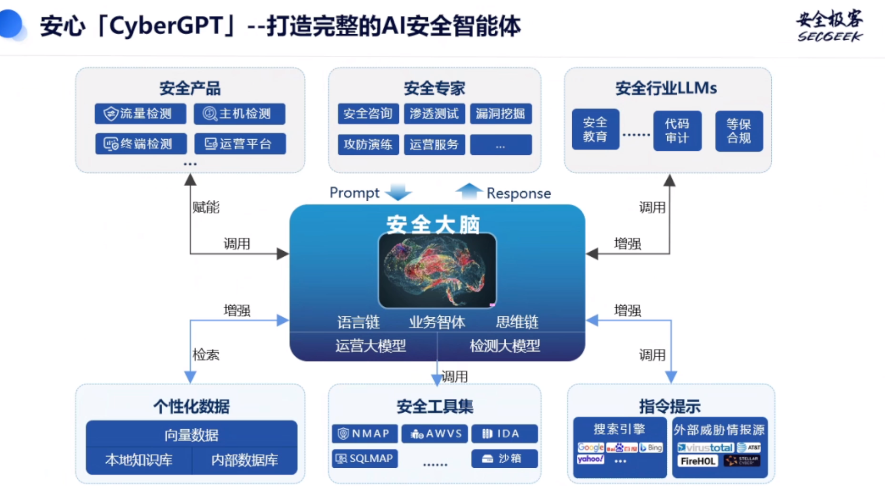 安心「CyberGPT」--打造完整的AI安全智能体
安全极客
SECGEEK
安全产品
流量检测
主机检测
终端检测
运营平台
...
安全专家
安全咨询
渗透测试
漏洞挖掘
攻防演练
运营服务
...
安全行业LLMs
安全
教育
......
代码
审计
等保
合规
赋能
调用
Prompt
Response
调用
增强
安全大脑
语言链
业务智体
思维链
运营大模型
检测大模型
增强
检索
调用
增强
调用
个性化数据
向量数据
本地知识库
内部数据库
安全工具集
NMAP
AWVS
IDA
SQLMAP
......
沙箱
指令提示
搜索引擎
Google
Bai百度
Bing
yahoo!
...
外部威胁情报源
virustotal
AT&T
FireHOL
STELLAR
CYBER